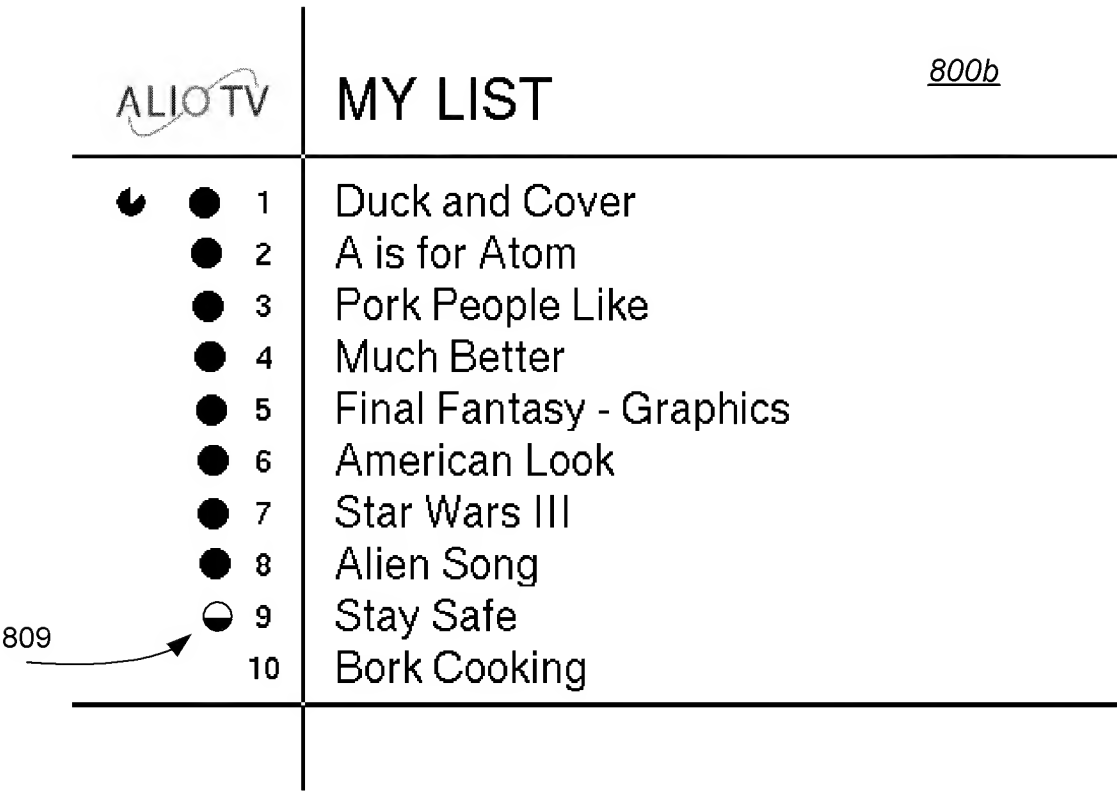 ALIO TV
MY LIST
800b
1 Duck and Cover
2 A is for Atom
3 Pork People Like
4 Much Better
5 Final Fantasy - Graphics
6 American Look
7 Star Wars III
8 Alien Song
9 Stay Safe
809
10 Bork Cooking